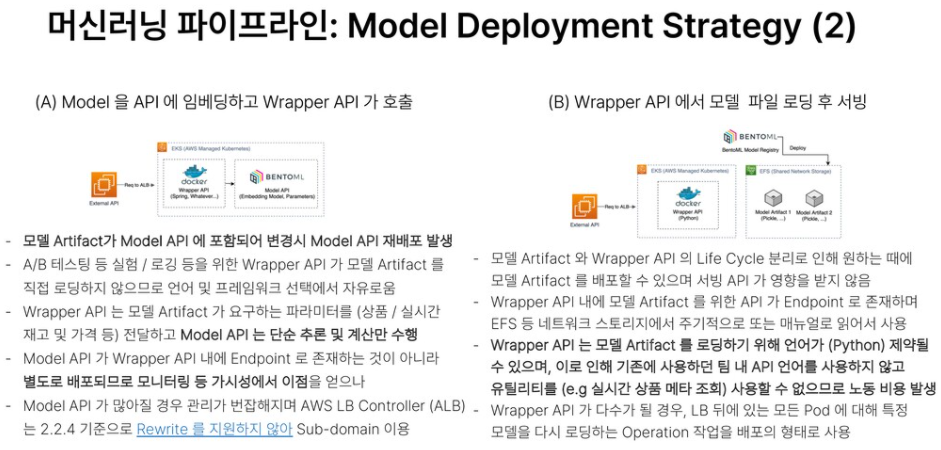 머신러닝 파이프라인: Model Deployment Strategy (2)
(A) Model 을 API 에 임베딩하고 Wrapper API 가 호출
EKS (AWS Managed Kubernetes)
External API
Req to ALB
docker
Wrapper API
(Spring, Whatever...)
BENTOML
Model API
(Embedding Model, Parameters)
- 모델 Artifact가 Model API 에 포함되어 변경시 Model API 재배포 발생
- A/B 테스팅 등 실험 / 로깅 등을 위한 Wrapper API 가 모델 Artifact 를
직접 로딩하지 않으므로 언어 및 프레임워크 선택에서 자유로움
- Wrapper API 는 모델 Artifact 가 요구하는 파라미터를 (상품 / 실시간
재고 및 가격 등) 전달하고 Model API 는 단순 추론 및 계산만 수행
- Model API 가 Wrapper API 내에 Endpoint 로 존재하는 것이 아니라
별도로 배포되므로 모니터링 등 가시성에서 이점을 얻으나
- Model API 가 많아질 경우 관리가 번잡해지며 AWS LB Controller (ALB)
는 2.2.4 기준으로 Rewrite 를 지원하지 않아 Sub-domain 이용
(B) Wrapper API 에서 모델 파일 로딩 후 서빙
BENTOML
BentoML Model Registry
Deploy
EKS (AWS Managed Kubernetes)
EFS (Shared Network Storage)
External API
Req to ALB
docker
Wrapper API
(Python)
Model Artifact 1
(Pickle, ...)
Model Artifact 2
(Pickle, ...)
- 모델 Artifact 와 Wrapper API 의 Life Cycle 분리로 인해 원하는 때에
모델 Artifact 를 배포할 수 있으며 서빙 API 가 영향을 받지 않음
- Wrapper API 내에 모델 Artifact 를 위한 API 가 Endpoint 로 존재하며
EFS 등 네트워크 스토리지에서 주기적으로 또는 매뉴얼로 읽어서 사용
- Wrapper API 는 모델 Artifact 를 로딩하기 위해 언어가 (Python) 제약될
수 있으며, 이로 인해 기존에 사용하던 팀 내 API 언어를 사용하지 않고
유틸리티를 (e.g 실시간 상품 메타 조회) 사용할 수 없으므로 노동 비용 발생
- Wrapper API 가 다수가 될 경우, LB 뒤에 있는 모든 Pod 에 대해 특정
모델을 다시 로딩하는 Operation 작업을 배포의 형태로 사용